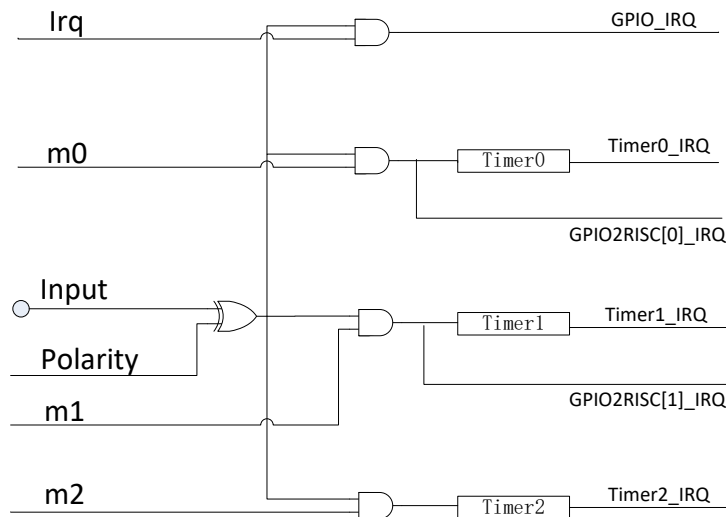 Irq
GPIO_IRQ
m0
Timer0
Timer0_IRQ
GPIO2RISC[0]_IRQ
Input
Timer1
Timer1_IRQ
Polarity
GPIO2RISC[1]_IRQ
m1
m2
Timer2
Timer2_IRQ